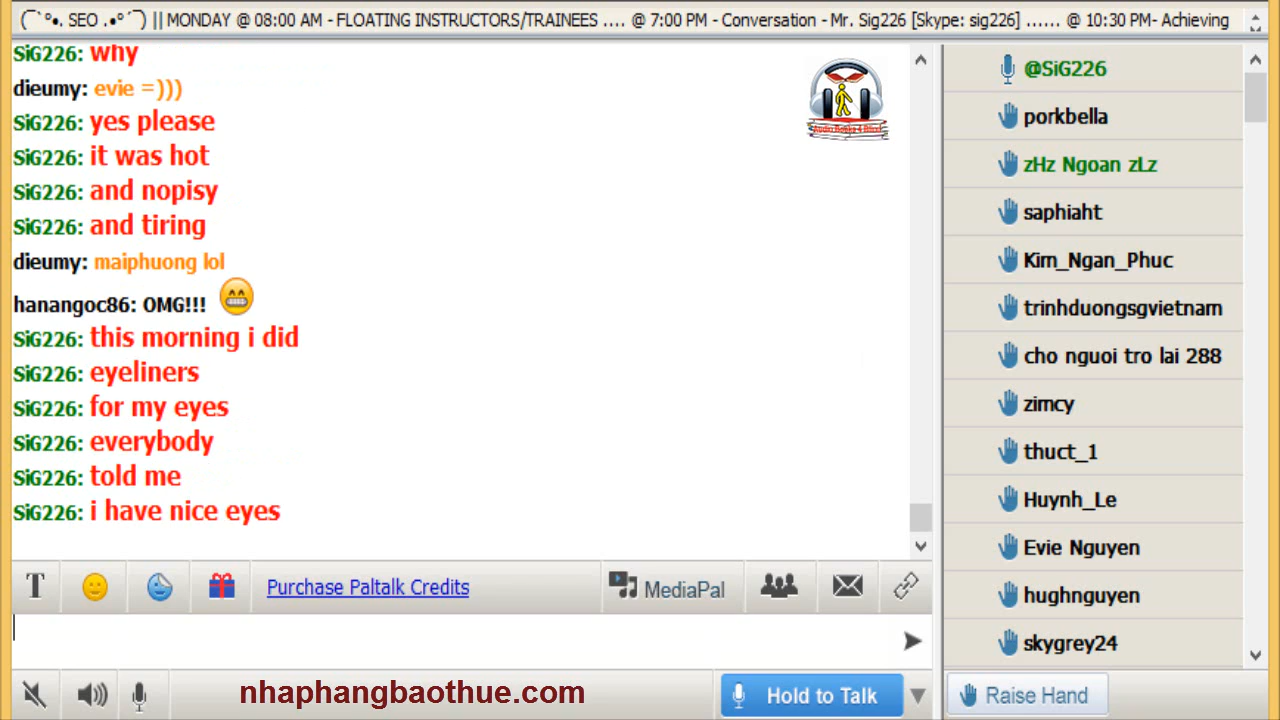 (¯`°•. SEO .•°´¯) || MONDAY @ 08:00 AM - FLOATING INSTRUCTORS/TRAINEES .... @ 7:00 PM - Conversation - Mr. Sig226 [Skype: sig226] ...... @ 10:30 PM- Achieving
SiG226: why
dieumy: evie =)))
SiG226: yes please
SiG226: it was hot
SiG226: and nopisy
SiG226: and tiring
dieumy: maiphuong lol
hanangoc86: OMG!!! 😁
SiG226: this morning i did
SiG226: eyeliners
SiG226: for my eyes
SiG226: everybody
SiG226: told me
SiG226: i have nice eyes
Audio Books 4 Blind
@SiG226
porkbella
zHz Ngoan zLz
saphiaht
Kim_Ngan_Phuc
trinhduongsgvietnam
cho nguoi tro lai 288
zimcy
thuct_1
Huynh_Le
Evie Nguyen
hughnguyen
skygrey24
T
Purchase Paltalk Credits
MediaPal
nhaphangbaothue.com
Hold to Talk
Raise Hand